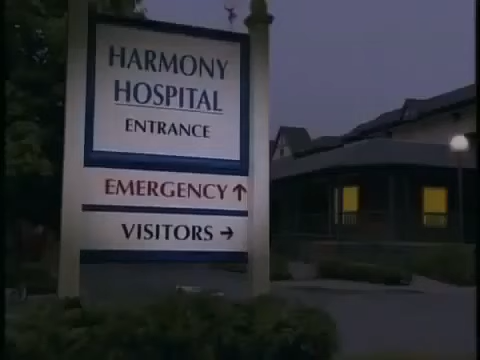 HARMONY
HOSPITAL
ENTRANCE
EMERGENCY ↑
VISITORS →